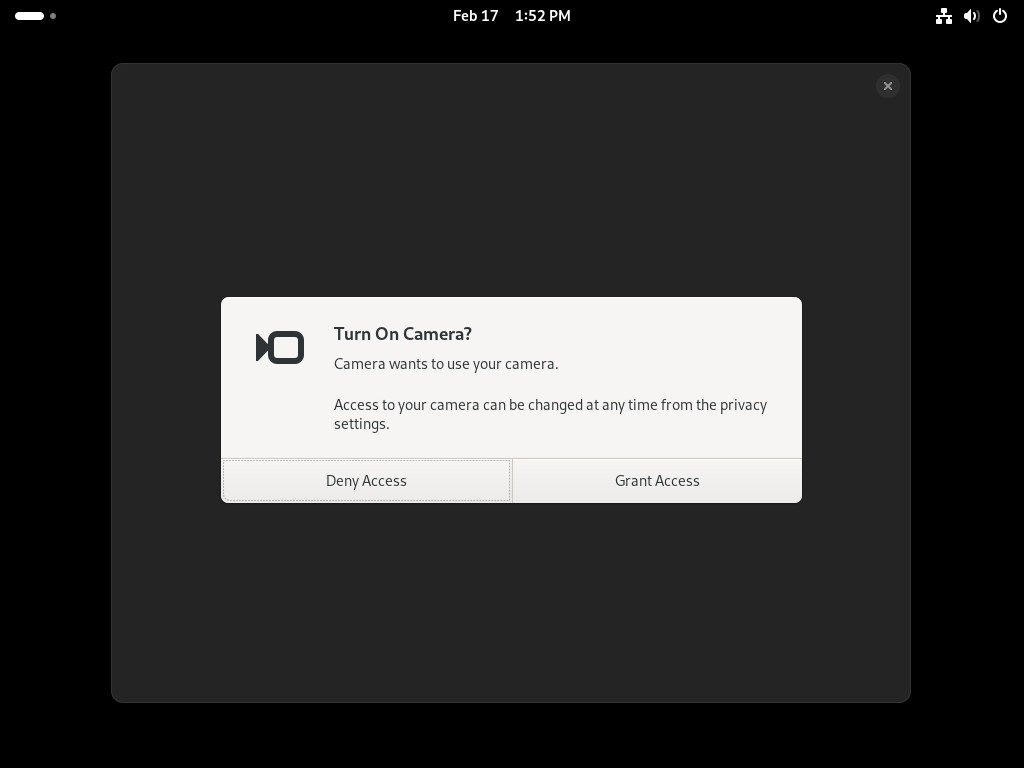 Feb 17 1:52 PM
Turn On Camera?
Camera wants to use your camera.
Access to your camera can be changed at any time from the privacy
settings.
Deny Access
Grant Access